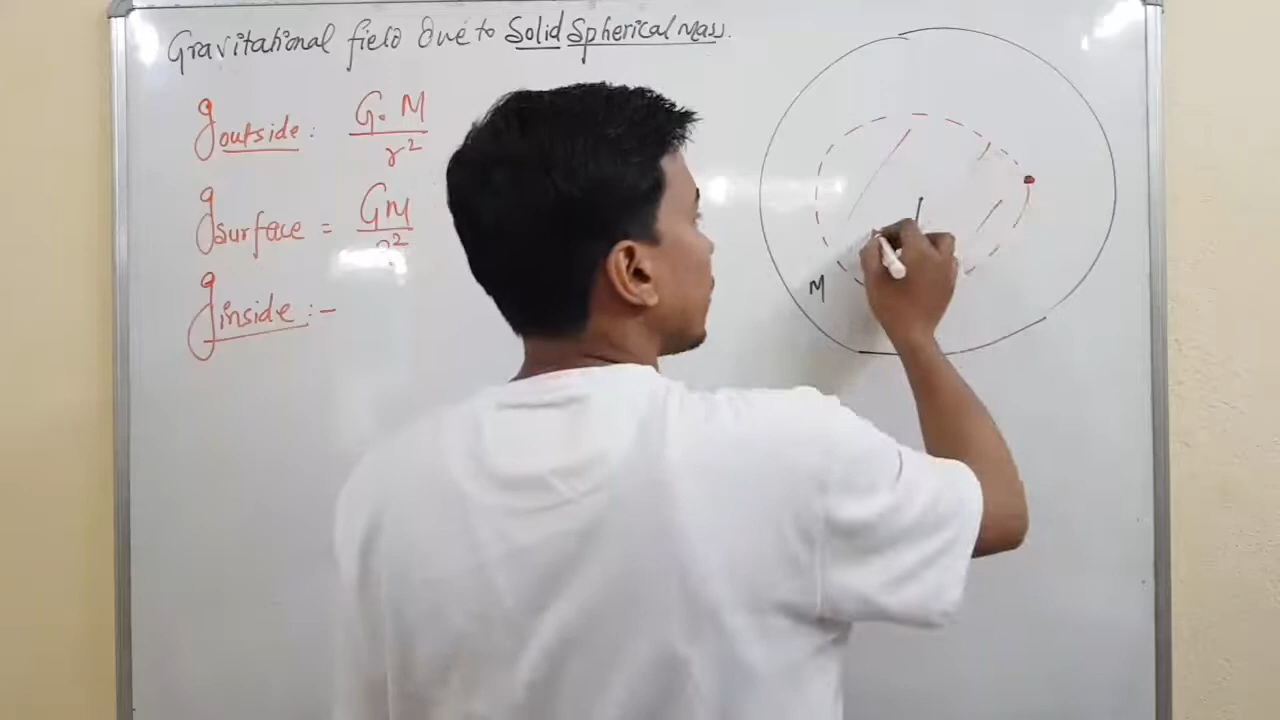 Gravitational field Due to Solid Spherical Mass.
g outside : G. M / r²
g surface = GM / R²
g inside :-
M